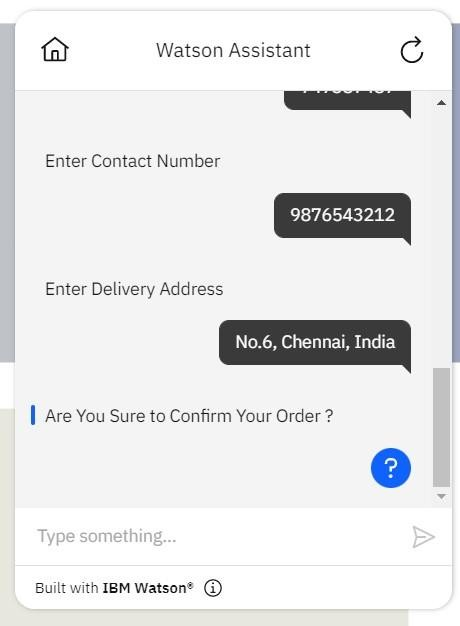 Watson Assistant
Enter Contact Number
9876543212
Enter Delivery Address
No.6, Chennai, India
Are You Sure to Confirm Your Order ?
?
Type something...
Built with IBM Watson®